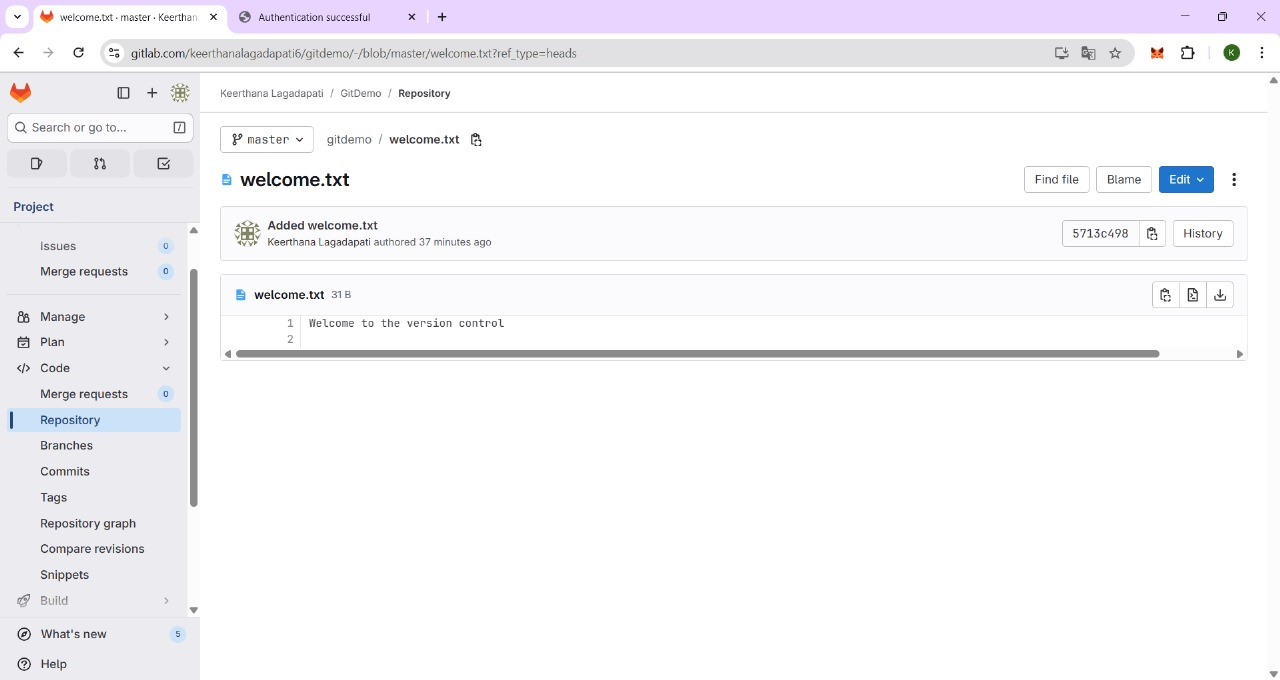 welcome.txt · master · Keerthan
Authentication successful
gitlab.com/keerthanalagadapati6/gitdemo/-/blob/master/welcome.txt?ref_type=heads
K
Keerthana Lagadapati / GitDemo / Repository
Search or go to... /
master gitdemo / welcome.txt
welcome.txt
Find file Blame Edit
Project
Added welcome.txt
Keerthana Lagadapati authored 37 minutes ago
5713c498 History
Issues 0
Merge requests 0
welcome.txt 31 B
1 Welcome to the version control
2
Manage
Plan
Code
Merge requests 0
Repository
Branches
Commits
Tags
Repository graph
Compare revisions
Snippets
Build
What's new 5
Help